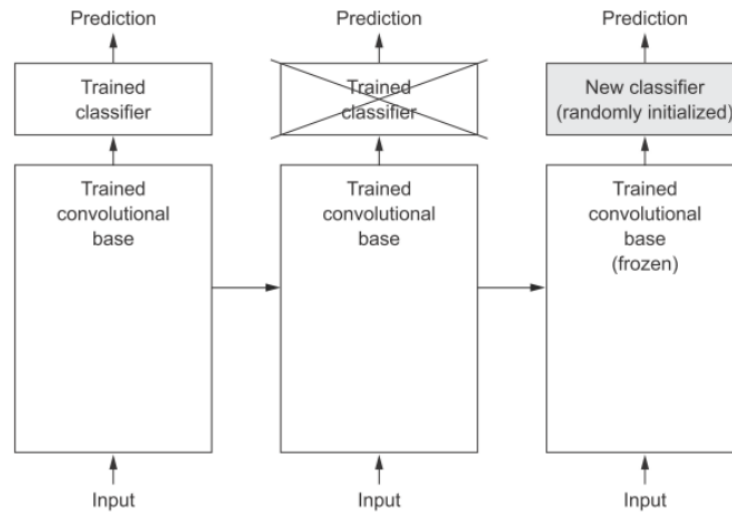 Prediction
Trained
classifier
Trained
convolutional
base
Input
Prediction
Trained
classifier
Trained
convolutional
base
Input
Prediction
New classifier
(randomly initialized)
Trained
convolutional
base
(frozen)
Input